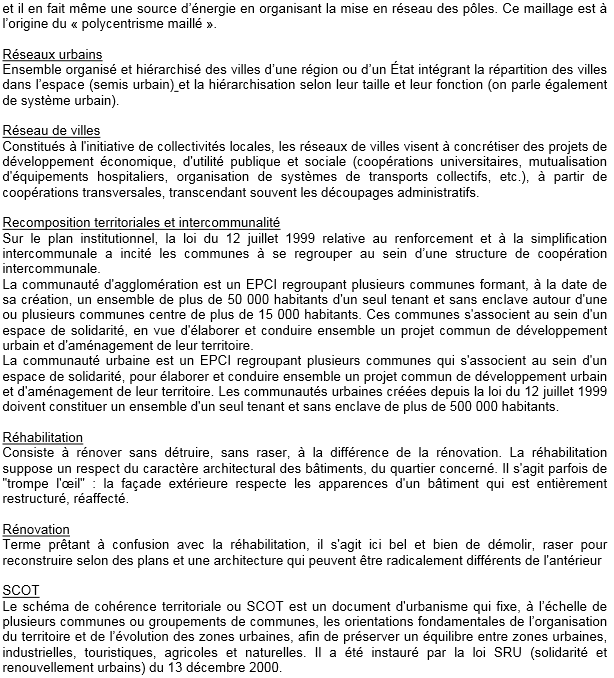 et il en fait même une source d'énergie en organisant la mise en réseau des pôles. Ce maillage est à
l'origine du « polycentrisme maillé ».
Réseaux urbains
Ensemble organisé et hiérarchisé des villes d'une région ou d'un État intégrant la répartition des villes
dans l'espace (semis urbain) et la hiérarchisation selon leur taille et leur fonction (on parle également
de système urbain).
Réseau de villes
Constitués à l'initiative de collectivités locales, les réseaux de villes visent à concrétiser des projets de
développement économique, d'utilité publique et sociale (coopérations universitaires, mutualisation
d'équipements hospitaliers, organisation de systèmes de transports collectifs, etc.), à partir de
coopérations transversales, transcendant souvent les découpages administratifs.
Recomposition territoriales et intercommunalité
Sur le plan institutionnel, la loi du 12 juillet 1999 relative au renforcement et à la simplification
intercommunale a incité les communes à se regrouper au sein d'une structure de coopération
intercommunale.
La communauté d'agglomération est un EPCI regroupant plusieurs communes formant, à la date de
sa création, un ensemble de plus de 50 000 habitants d'un seul tenant et sans enclave autour d'une
ou plusieurs communes centre de plus de 15 000 habitants. Ces communes s'associent au sein d'un
espace de solidarité, en vue d'élaborer et conduire ensemble un projet commun de développement
urbain et d'aménagement de leur territoire.
La communauté urbaine est un EPCI regroupant plusieurs communes qui s'associent au sein d'un
espace de solidarité, pour élaborer et conduire ensemble un projet commun de développement urbain
et d'aménagement de leur territoire. Les communautés urbaines créées depuis la loi du 12 juillet 1999
doivent constituer un ensemble d'un seul tenant et sans enclave de plus de 500 000 habitants.
Réhabilitation
Consiste à rénover sans détruire, sans raser, à la différence de la rénovation. La réhabilitation
suppose un respect du caractère architectural des bâtiments, du quartier concerné. Il s'agit parfois de
"trompe l'œil" : la façade extérieure respecte les apparences d'un bâtiment qui est entièrement
restructuré, réaffecté.
Rénovation
Terme prêtant à confusion avec la réhabilitation, il s'agit ici bel et bien de démolir, raser pour
reconstruire selon des plans et une architecture qui peuvent être radicalement différents de l'antérieur
SCOT
Le schéma de cohérence territoriale ou SCOT est un document d'urbanisme qui fixe, à l'échelle de
plusieurs communes ou groupements de communes, les orientations fondamentales de l'organisation
du territoire et de l'évolution des zones urbaines, afin de préserver un équilibre entre zones urbaines,
industrielles, touristiques, agricoles et naturelles. Il a été instauré par la loi SRU (solidarité et
renouvellement urbains) du 13 décembre 2000.